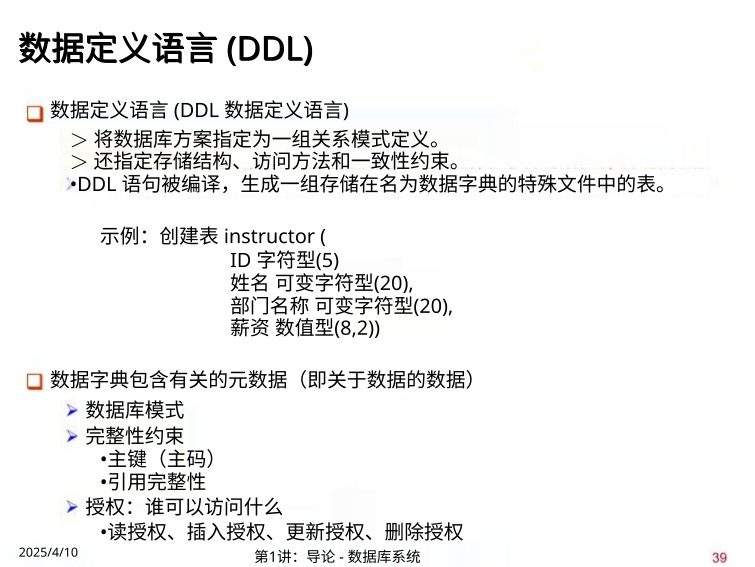 数据定义语言 (DDL)
数据定义语言 (DDL 数据定义语言)
＞ 将数据库方案指定为一组关系模式定义。
＞ 还指定存储结构、访问方法和一致性约束。
•DDL 语句被编译，生成一组存储在名为数据字典的特殊文件中的表。
示例：创建表 instructor (
ID 字符型(5)
姓名 可变字符型(20),
部门名称 可变字符型(20),
薪资 数值型(8,2))
数据字典包含有关的元数据（即关于数据的数据）
数据库模式
完整性约束
•主键（主码）
•引用完整性
授权：谁可以访问什么
•读授权、插入授权、更新授权、删除授权
2025/4/10
第1讲：导论 - 数据库系统
39